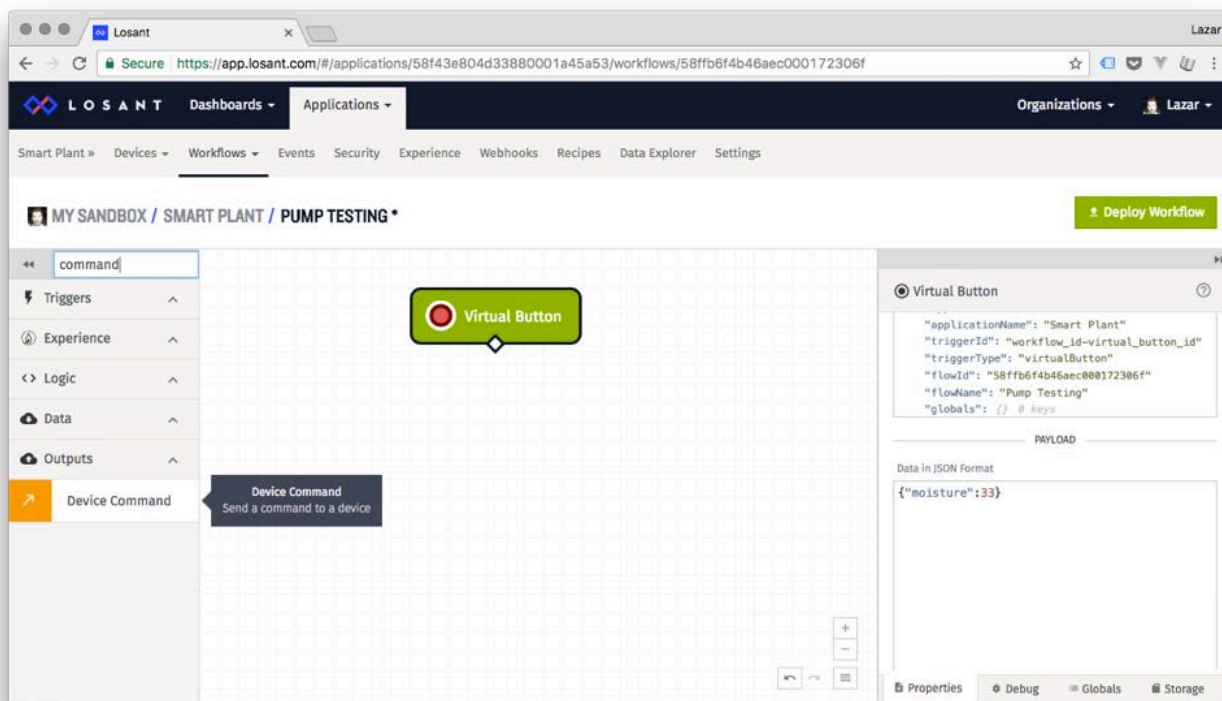 Losant
Lazar
Secure https://app.losant.com/#/applications/58f43e804d33880001a45a53/workflows/58ffb6f4b46aec000172306f
LOSANT Dashboards Applications Organizations Lazar
Smart Plant » Devices Workflows Events Security Experience Webhooks Recipes Data Explorer Settings
MY SANDBOX / SMART PLANT / PUMP TESTING *
Deploy Workflow
command
Triggers
Experience
<> Logic
Data
Outputs
Device Command
Device Command
Send a command to a device
Virtual Button
Virtual Button
"applicationName": "Smart Plant"
"triggerId": "workflow_id-virtual_button_id"
"triggerType": "virtualButton"
"flowId": "58ffb6f4b46aec000172306f"
"flowName": "Pump Testing"
"globals": {} 0 keys
PAYLOAD
Data in JSON Format
{"moisture":33}
Properties Debug Globals Storage